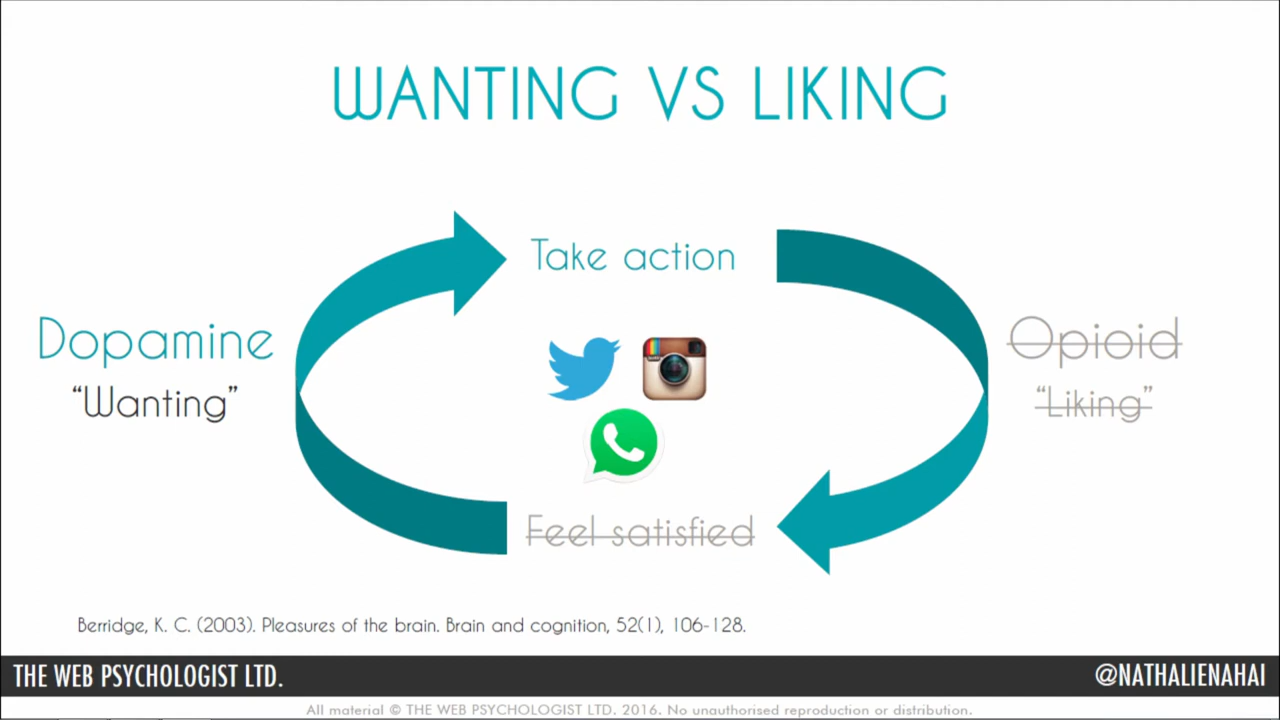 WANTING VS LIKING
Take action
Dopamine
"Wanting"
Opioid
"Liking"
Feel satisfied
Berridge, K. C. (2003). Pleasures of the brain. Brain and cognition, 52(1), 106-128.
THE WEB PSYCHOLOGIST LTD.
@NATHALIENAHAI
All material © THE WEB PSYCHOLOGIST LTD. 2016. No unauthorised reproduction or distribution.